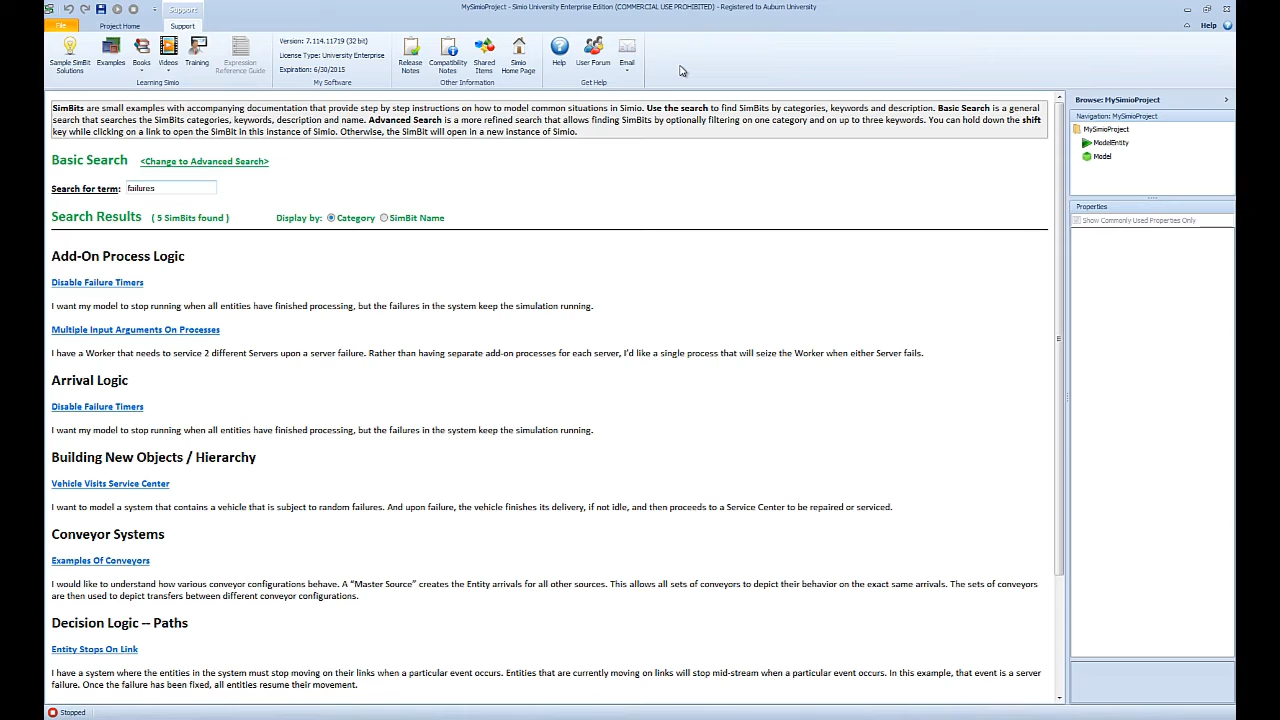 MySimioProject - Simio University Enterprise Edition (COMMERCIAL USE PROHIBITED) - Registered to Auburn University
Support
File
Project Home
Support
Help
Sample SimBit Solutions
Examples
Books
Videos
Training
Expression Reference Guide
Learning Simio
Version: 7.114.11719 (32 bit)
License Type: University Enterprise
Expiration: 6/30/2015
My Software
Release Notes
Compatibility Notes
Shared Items
Simio Home Page
Other Information
Help
User Forum
Email
Get Help
SimBits are small examples with accompanying documentation that provide step by step instructions on how to model common situations in Simio. Use the search to find SimBits by categories, keywords and description. Basic Search is a general
search that searches the SimBits categories, keywords, description and name. Advanced Search is a more refined search that allows finding SimBits by optionally filtering on one category and on up to three keywords. You can hold down the shift
key while clicking on a link to open the SimBit in this instance of Simio. Otherwise, the SimBit will open in a new instance of Simio.
Basic Search <Change to Advanced Search>
Search for term: failures
Search Results ( 5 SimBits found ) Display by: Category SimBit Name
Add-On Process Logic
Disable Failure Timers
I want my model to stop running when all entities have finished processing, but the failures in the system keep the simulation running.
Multiple Input Arguments On Processes
I have a Worker that needs to service 2 different Servers upon a server failure. Rather than having separate add-on processes for each server, I'd like a single process that will seize the Worker when either Server fails.
Arrival Logic
Disable Failure Timers
I want my model to stop running when all entities have finished processing, but the failures in the system keep the simulation running.
Building New Objects / Hierarchy
Vehicle Visits Service Center
I want to model a system that contains a vehicle that is subject to random failures. And upon failure, the vehicle finishes its delivery, if not idle, and then proceeds to a Service Center to be repaired or serviced.
Conveyor Systems
Examples Of Conveyors
I would like to understand how various conveyor configurations behave. A “Master Source” creates the Entity arrivals for all other sources. This allows all sets of conveyors to depict their behavior on the exact same arrivals. The sets of conveyors
are then used to depict transfers between different conveyor configurations.
Decision Logic -- Paths
Entity Stops On Link
I have a system where the entities in the system must stop moving on their links when a particular event occurs. Entities that are currently moving on links will stop mid-stream when a particular event occurs. In this example, that event is a server
failure. Once the failure has been fixed, all entities resume their movement.
Browse: MySimioProject
Navigation: MySimioProject
MySimioProject
ModelEntity
Model
Properties
Show Commonly Used Properties Only
Stopped